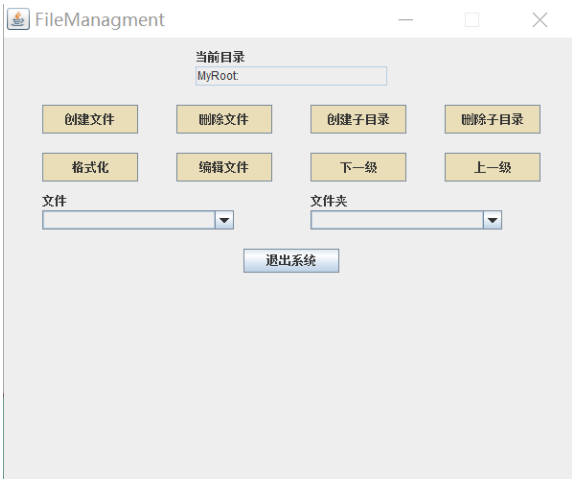 FileManagment
当前目录
MyRoot:
创建文件 删除文件 创建子目录 删除子目录
格式化 编辑文件 下一级 上一级
文件 文件夹
退出系统